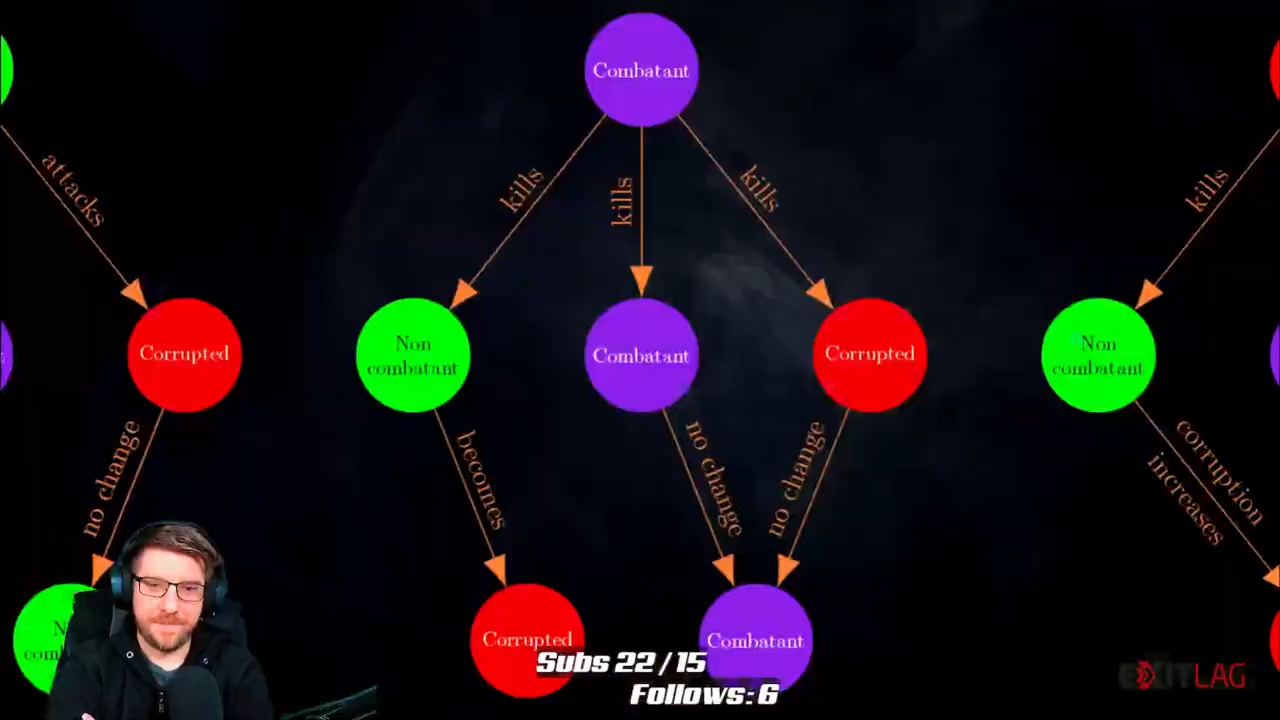 Combatant
attacks
kills
kills
kills
kills
Corrupted
Non
combatant
Combatant
Corrupted
Non
combatant
no change
becomes
no change
no change
corruption
increases
Corrupted
Combatant
Subs 22/15
Follows: 6
EXITLAG